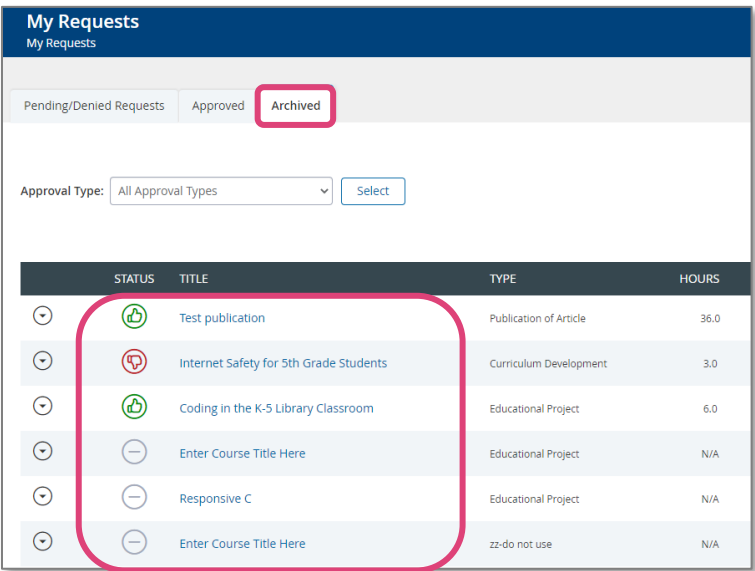 My Requests
My Requests
Pending/Denied Requests Approved Archived
Approval Type: All Approval Types Select
STATUS TITLE TYPE HOURS
Test publication Publication of Article 36.0
Internet Safety for 5th Grade Students Curriculum Development 3.0
Coding in the K-5 Library Classroom Educational Project 6.0
Enter Course Title Here Educational Project N/A
Responsive C Educational Project N/A
Enter Course Title Here zz-do not use N/A